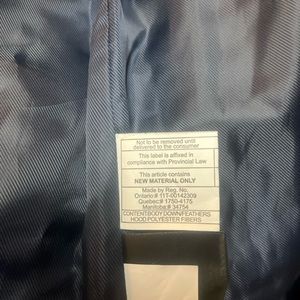 Not to be removed until
delivered to the consumer
This label is affixed in
compliance with Provincial Law
This article contains
NEW MATERIAL ONLY
Made by Reg. No.
Ontario# 11T-00142309
Quebec:# 1750-4175
Manitoba:# 34754
CONTENT:BODY DOWN/FEATHERS
HOOD POLYESTER FIBERS